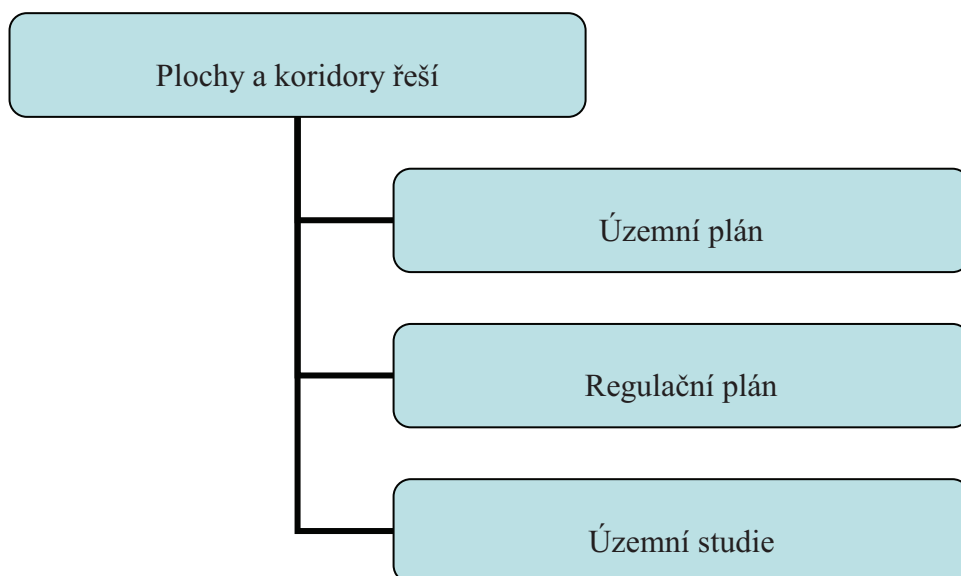 Plochy a koridory řeší
Územní plán
Regulační plán
Územní studie